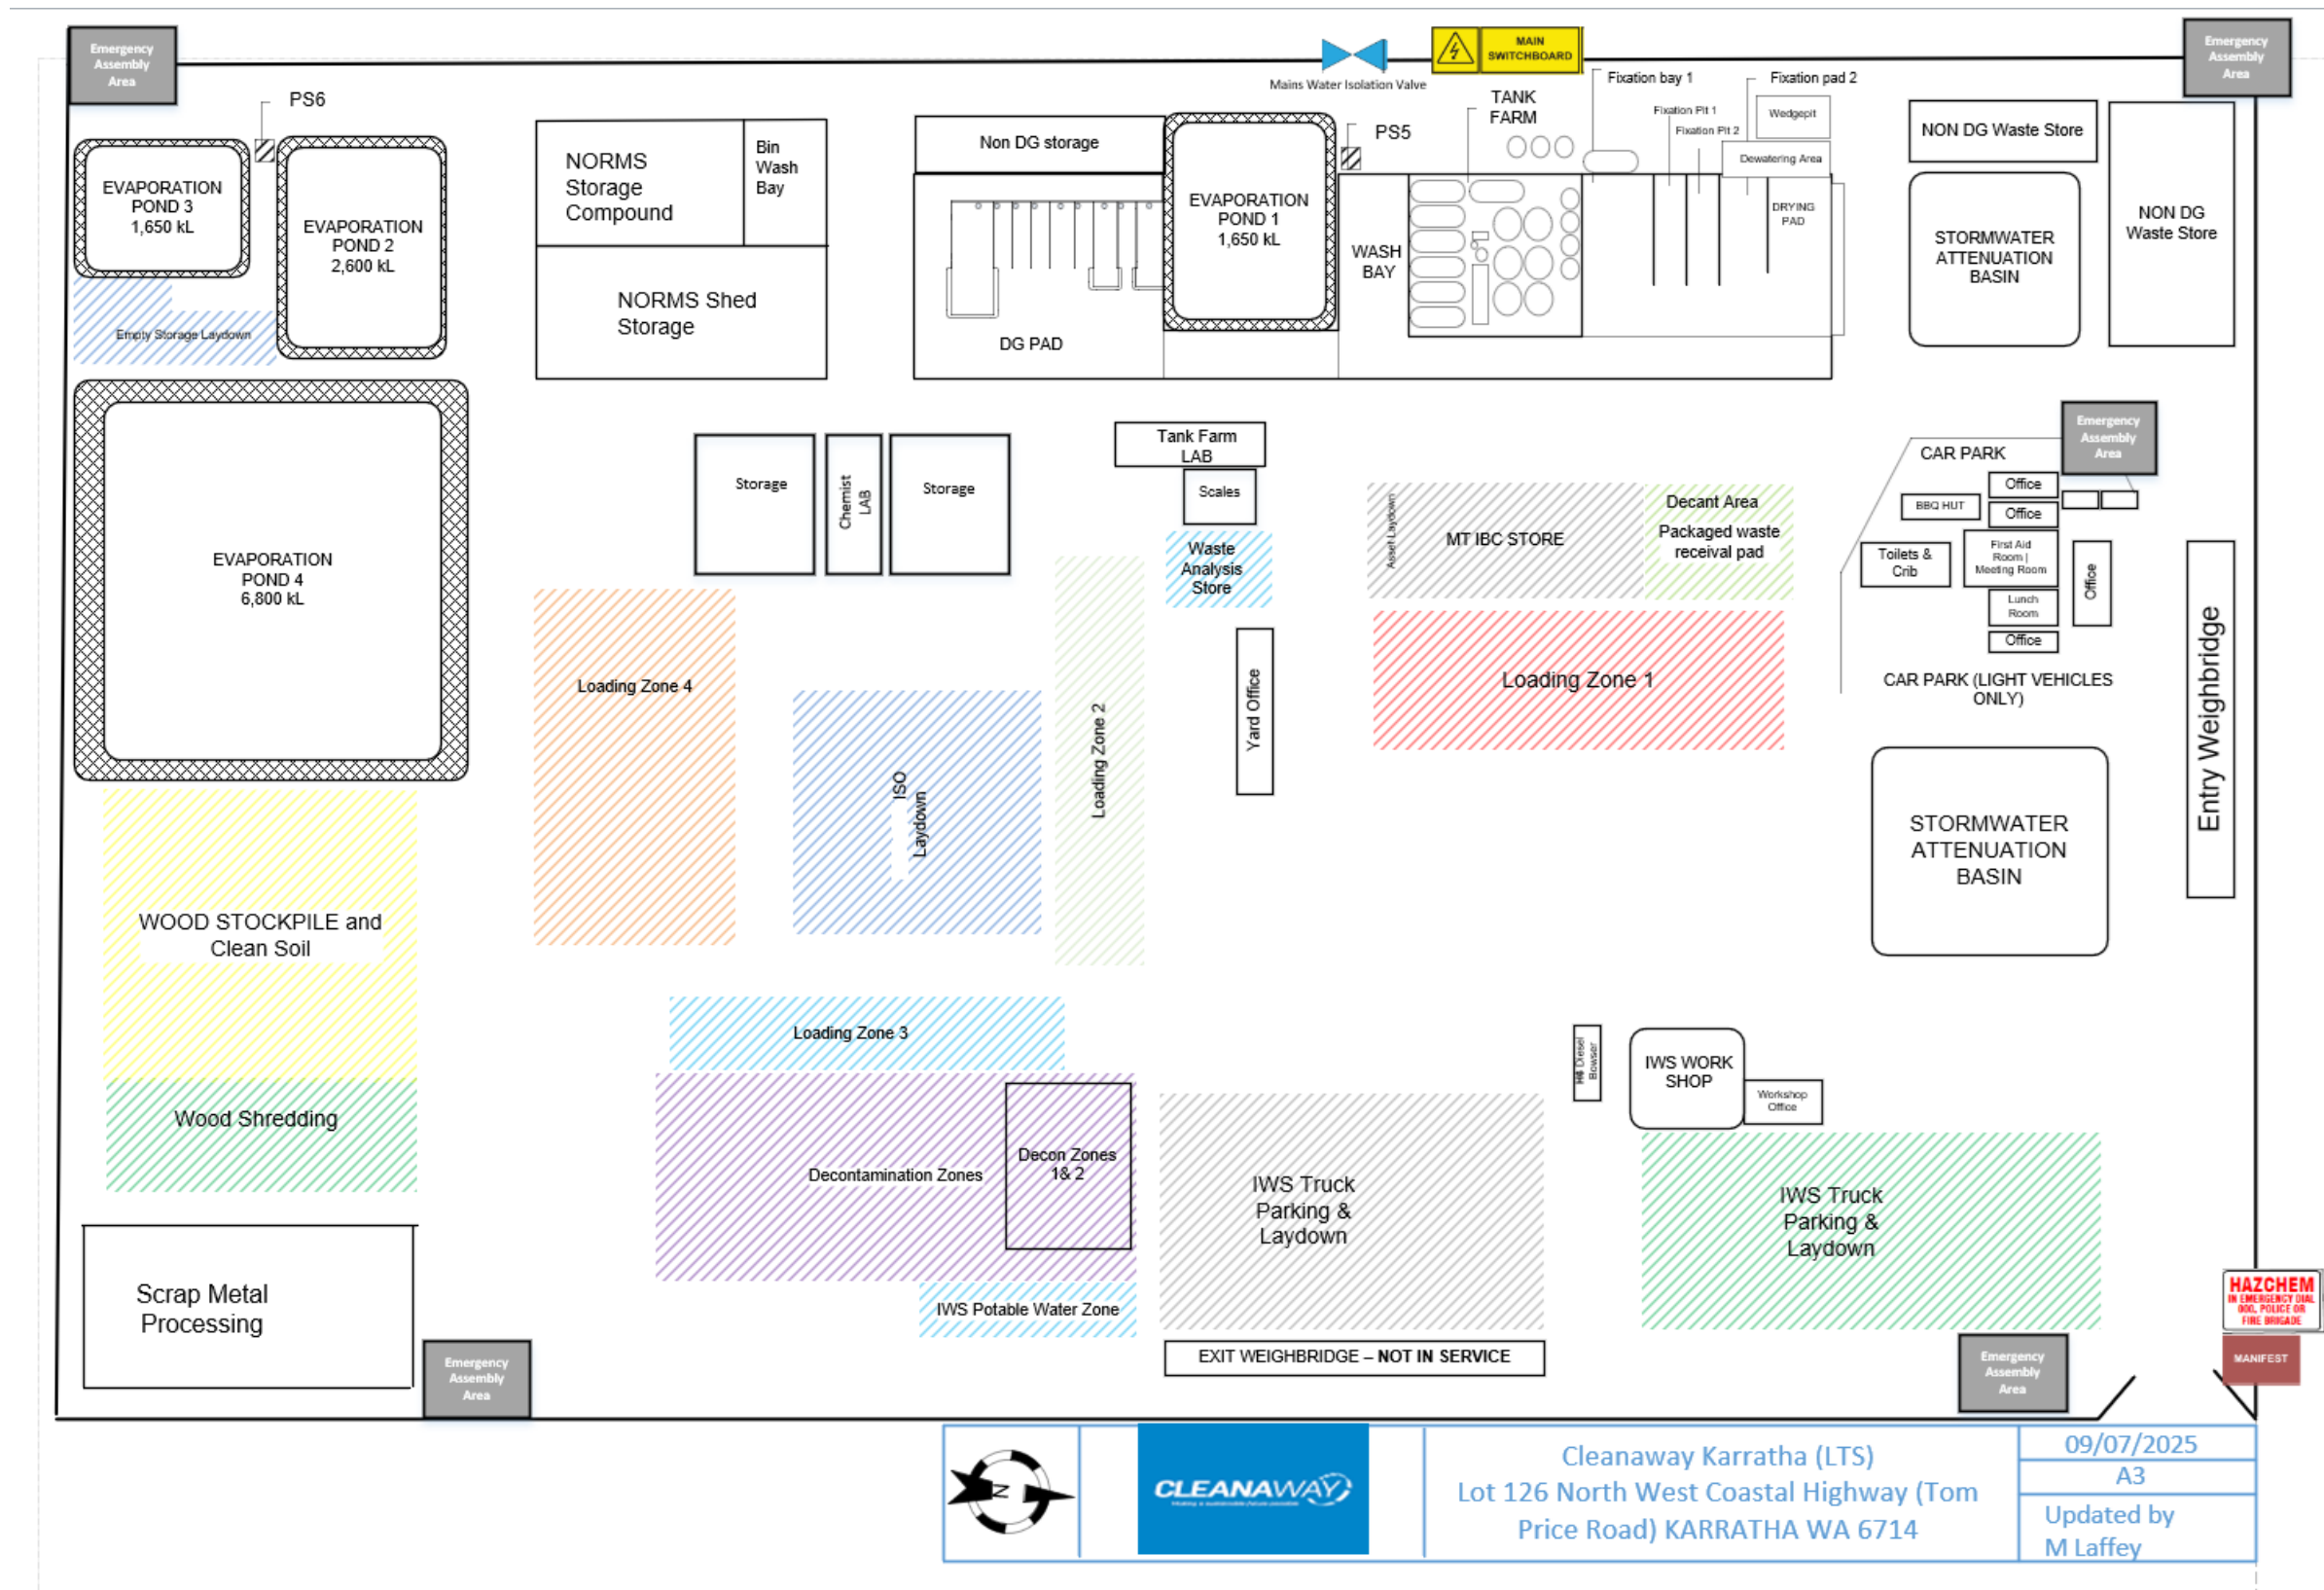 Emergency
Assembly
Area
MAIN
SWITCHBOARD
Mains Water Isolation Valve
Emergency
Assembly
Area
PS6
EVAPORATION
POND 3
1,650 kL
EVAPORATION
POND 2
2,600 kL
Empty Storage Laydown
NORMS
Storage
Compound
Bin
Wash
Bay
NORMS Shed
Storage
Non DG storage
DG PAD
EVAPORATION
POND 1
1,650 kL
PS5
WASH
BAY
TANK
FARM
Fixation bay 1
Fixation pad 2
Fixation Pit 1
Fixation Pit 2
Wedgepit
Dewatering Area
DRYING
PAD
NON DG Waste Store
STORMWATER
ATTENUATION
BASIN
NON DG
Waste Store
EVAPORATION
POND 4
6,800 kL
Storage
Chemist
LAB
Storage
Tank Farm
LAB
Scales
Waste
Analysis
Store
Asset Laydown
MT IBC STORE
Decant Area
Packaged waste
receival pad
CAR PARK
Emergency
Assembly
Area
Office
BBQ HUT
Office
Toilets &
Crib
First Aid
Room |
Meeting Room
Office
Lunch
Room
Office
CAR PARK (LIGHT VEHICLES
ONLY)
Entry Weighbridge
Loading Zone 4
ISO
Laydown
Loading Zone 2
Yard Office
Loading Zone 1
STORMWATER
ATTENUATION
BASIN
WOOD STOCKPILE and
Clean Soil
Wood Shredding
Loading Zone 3
Decontamination Zones
Decon Zones
1& 2
IWS Potable Water Zone
Diesel
Bowser
IWS WORK
SHOP
Workshop
Office
IWS Truck
Parking &
Laydown
IWS Truck
Parking &
Laydown
Scrap Metal
Processing
Emergency
Assembly
Area
EXIT WEIGHBRIDGE – NOT IN SERVICE
Emergency
Assembly
Area
HAZCHEM
IN EMERGENCY DIAL
000, POLICE OR
FIRE BRIGADE
MANIFEST
N
CLEANAWAY
Cleanaway Karratha (LTS)
Lot 126 North West Coastal Highway (Tom
Price Road) KARRATHA WA 6714
09/07/2025
A3
Updated by
M Laffey